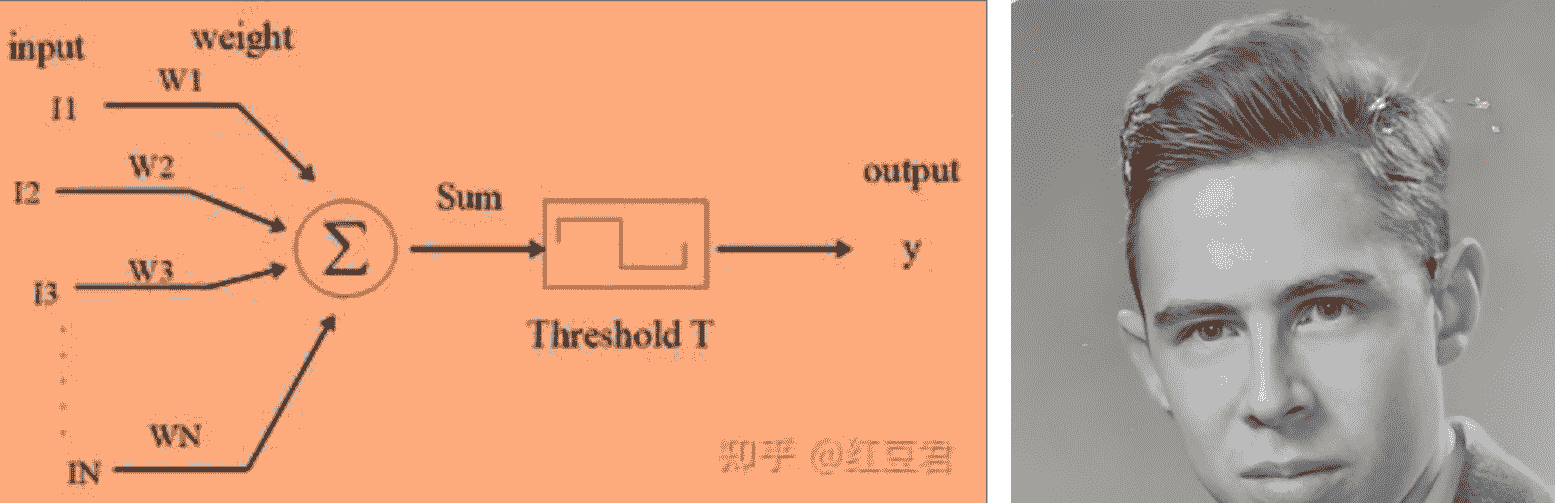 input
weight
W1
I1
W2
I2
W3
I3
WN
IN
Σ
Sum
Threshold T
output
y
知乎 @红豆君